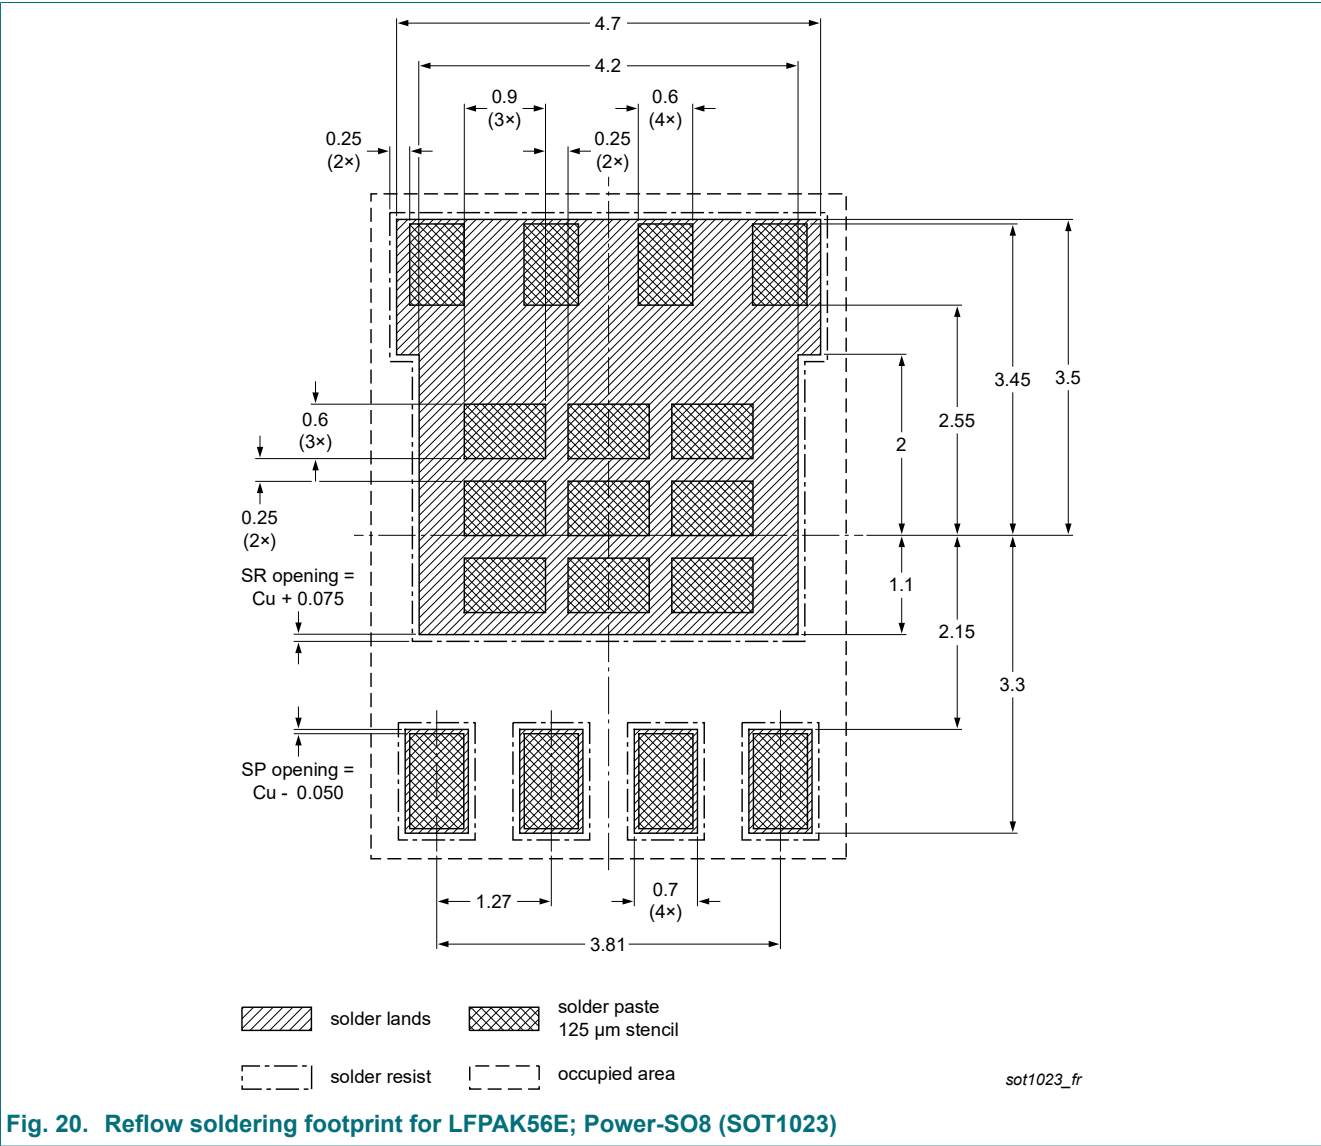 4.7
4.2
0.9
(3×)
0.6
(4×)
0.25
(2×)
0.25
(2×)
3.45
3.5
2.55
2
0.6
(3×)
0.25
(2×)
SR opening =
Cu + 0.075
1.1
2.15
3.3
SP opening =
Cu - 0.050
1.27
0.7
(4×)
3.81
solder lands
solder paste
125 µm stencil
solder resist
occupied area
sot1023_fr
Fig. 20. Reflow soldering footprint for LFPAK56E; Power-SO8 (SOT1023)